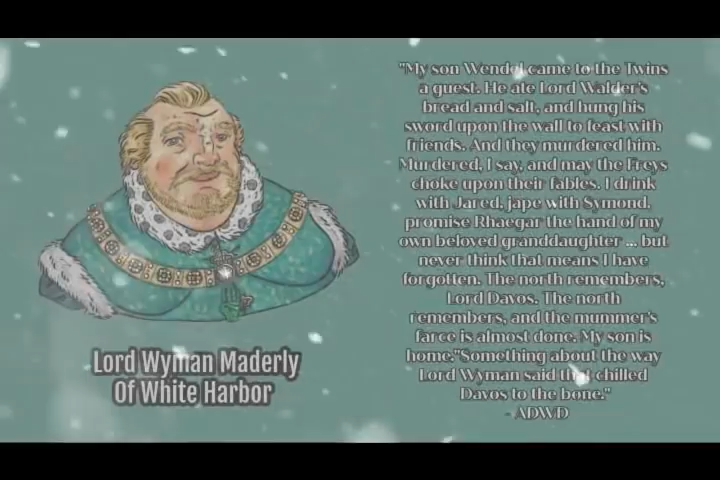 "My son Wendel came to the Twins
a guest. He ate Lord Walder's
bread and salt, and hung his
sword upon the wall to feast with
friends. And they murdered him.
Murdered, I say, and may the Freys
choke upon their fables. I drink
with Jared, jape with Symond,
promise Rhaegar the hand of my
own beloved granddaughter ... but
never think that means I have
forgotten. The north remembers,
Lord Davos. The north
remembers, and the mummer's
farce is almost done. My son is
home."Something about the way
Lord Wyman said that chilled
Davos to the bone."
- ADWD
Lord Wyman Maderly
Of White Harbor